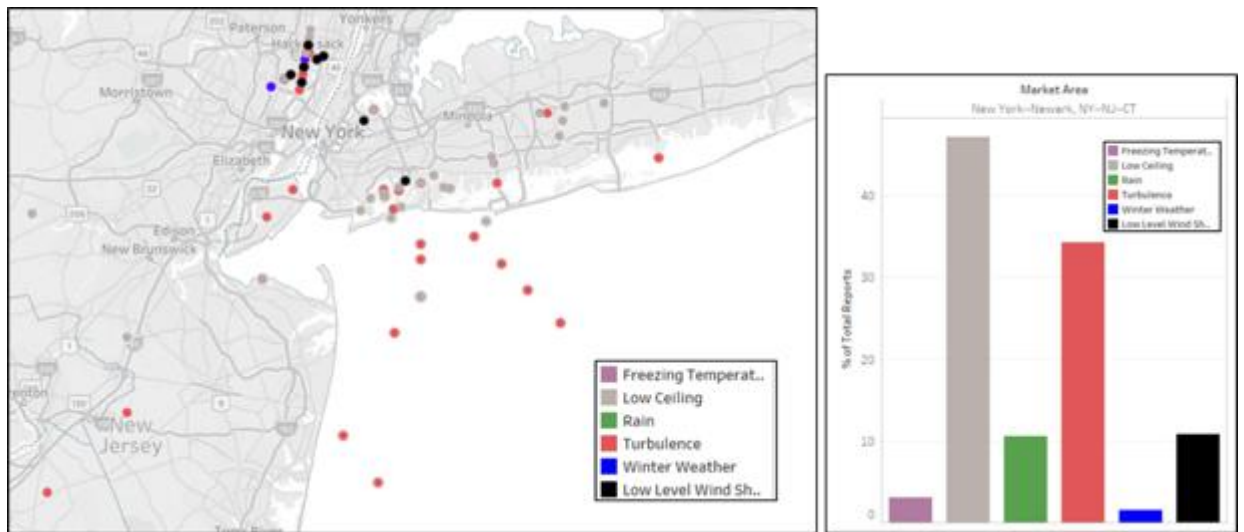 Paterson
Yonkers
Morristown
Mineola
New York
Elizabeth
Edison
New Brunswick
New
Jersey
Freezing Temperat..
Low Ceiling
Rain
Turbulence
Winter Weather
Low Level Wind Sh..
Market Area
New York-Newark, NY-NJ-CT
% of Total Reports
40
30
20
10
0
Freezing Temperat..
Low Ceiling
Rain
Turbulence
Winter Weather
Low Level Wind Sh..